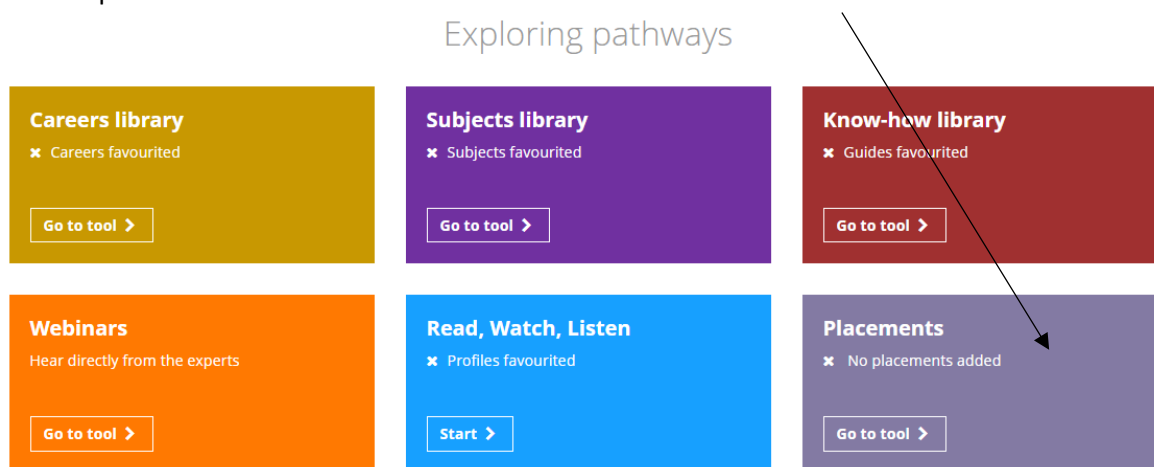 Exploring pathways
Careers library
✖ Careers favourited
Go to tool >
Subjects library
✖ Subjects favourited
Go to tool >
Know-how library
✖ Guides favourited
Go to tool >
Webinars
Hear directly from the experts
Go to tool >
Read, Watch, Listen
✖ Profiles favourited
Start >
Placements
✖ No placements added
Go to tool >